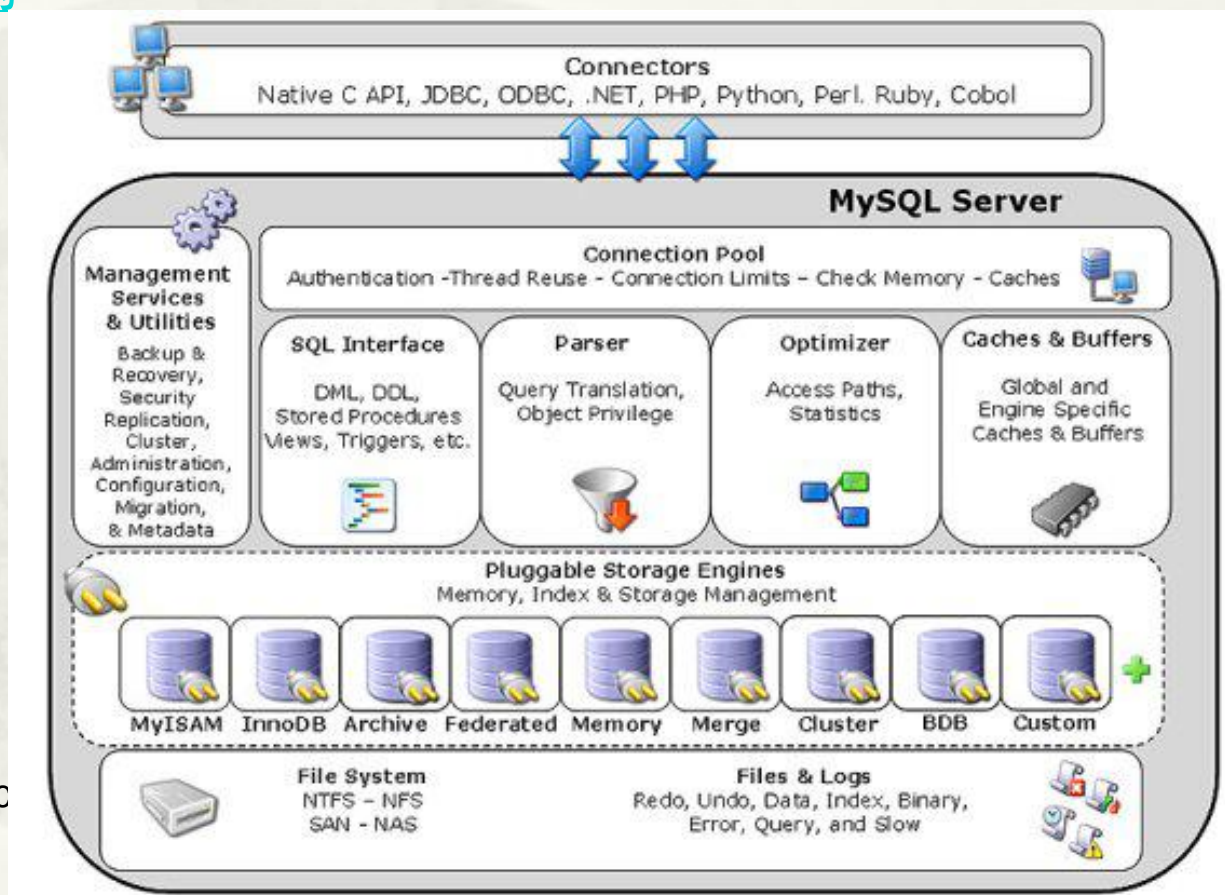 Connectors
Native C API, JDBC, ODBC, .NET, PHP, Python, Perl. Ruby, Cobol
MySQL Server
Management
Services
& Utilities
Backup &
Recovery,
Security
Replication,
Cluster,
Administration,
Configuration,
Migration,
& Metadata
Connection Pool
Authentication -Thread Reuse - Connection Limits – Check Memory - Caches
SQL Interface
DML, DDL,
Stored Procedures
Views, Triggers, etc.
Parser
Query Translation,
Object Privilege
Optimizer
Access Paths,
Statistics
Caches & Buffers
Global and
Engine Specific
Caches & Buffers
Pluggable Storage Engines
Memory, Index & Storage Management
MyISAM InnoDB Archive Federated Memory Merge Cluster BDB Custom
File System
NTFS – NFS
SAN - NAS
Files & Logs
Redo, Undo, Data, Index, Binary,
Error, Query, and Slow